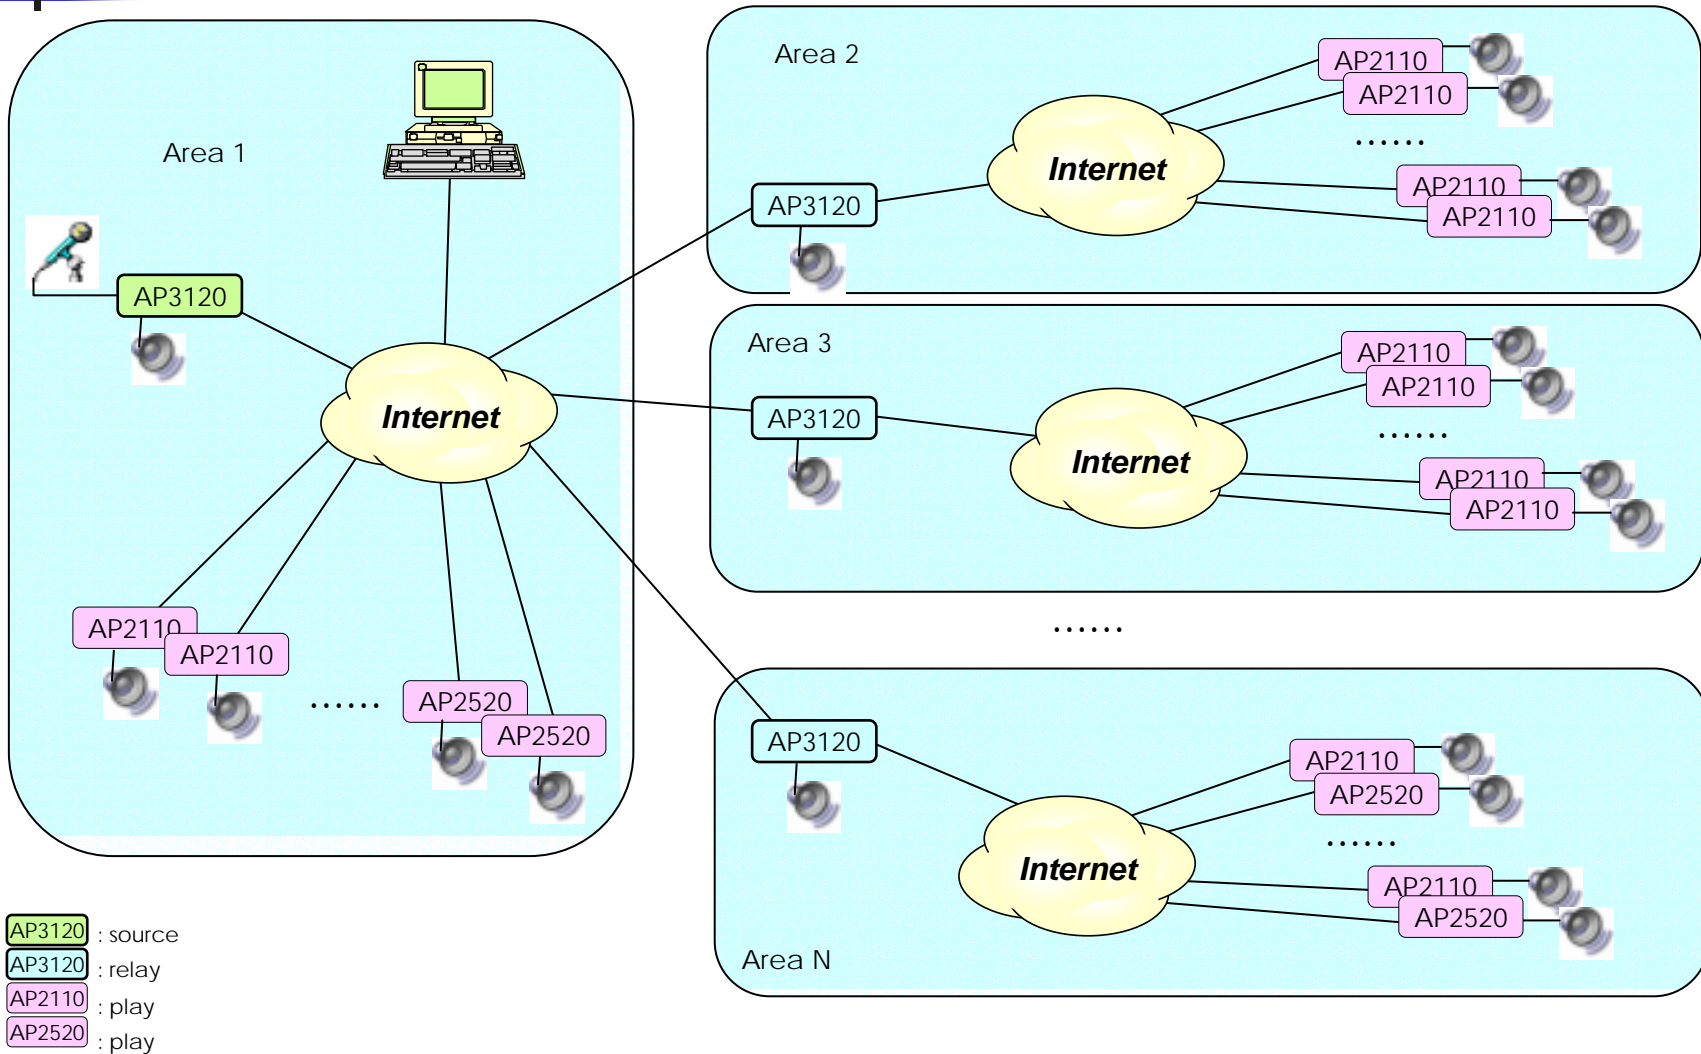 Area 1
AP3120
Internet
AP2110
AP2110
......
AP2520
AP2520
Area 2
AP3120
Internet
AP2110
AP2110
......
AP2110
AP2110
Area 3
AP3120
Internet
AP2110
AP2110
......
AP2110
AP2110
......
AP3120
Internet
AP2110
AP2520
......
AP2110
AP2520
Area N
AP3120 : source
AP3120 : relay
AP2110 : play
AP2520 : play